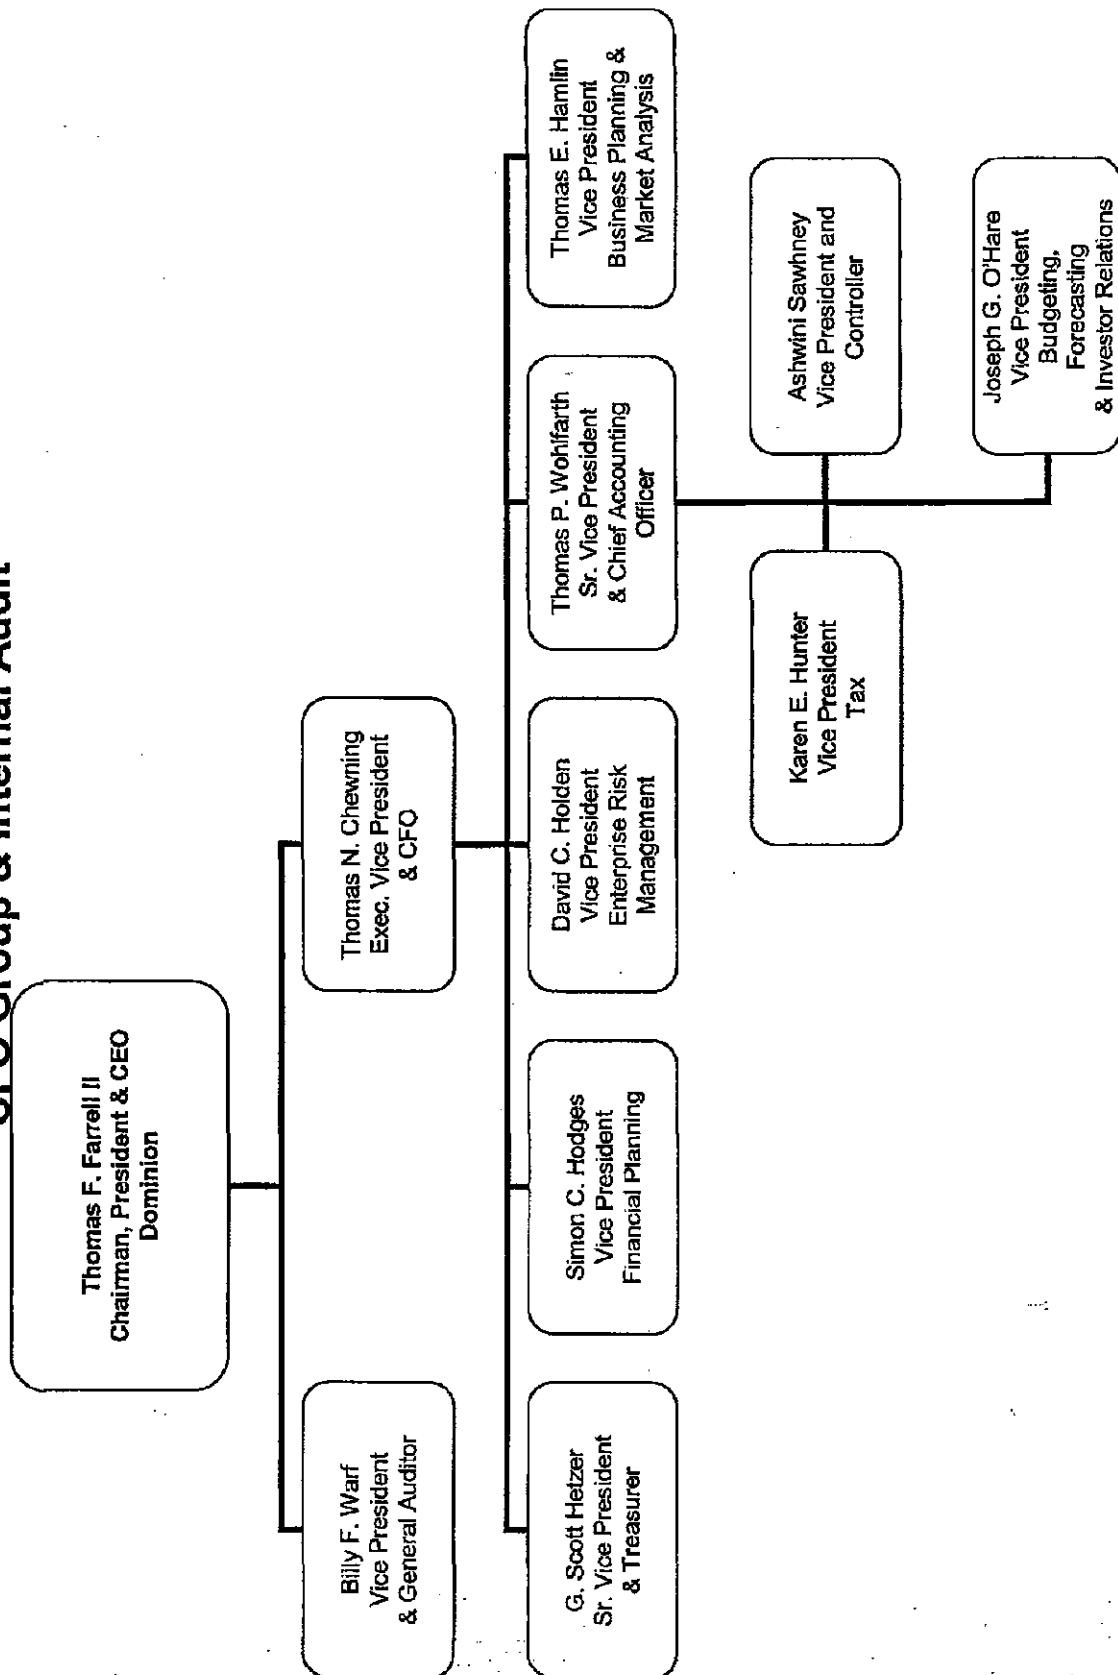 Group & Internal Audit
Thomas F. Farrell II
Chairman, President & CEO
Dominion
Billy F. Warf
Vice President
& General Auditor
Thomas N. Chewning
Exec. Vice President
& CFO
G. Scott Hetzer
Sr. Vice President
& Treasurer
Simon C. Hodges
Vice President
Financial Planning
David C. Holden
Vice President
Enterprise Risk
Management
Thomas P. Wohlfarth
Sr. Vice President
& Chief Accounting
Officer
Thomas E. Hamlin
Vice President
Business Planning &
Market Analysis
Karen E. Hunter
Vice President
Tax
Ashwini Sawhney
Vice President and
Controller
Joseph G. O'Hare
Vice President
Budgeting,
Forecasting
& Investor Relations